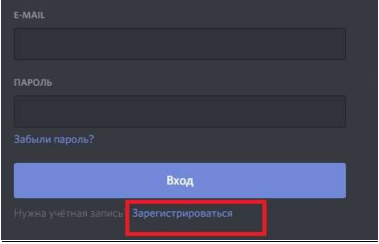 E-MAIL
ПАРОЛЬ
Забыли пароль?
Вход
Нужна учётная запись? Зарегистрироваться